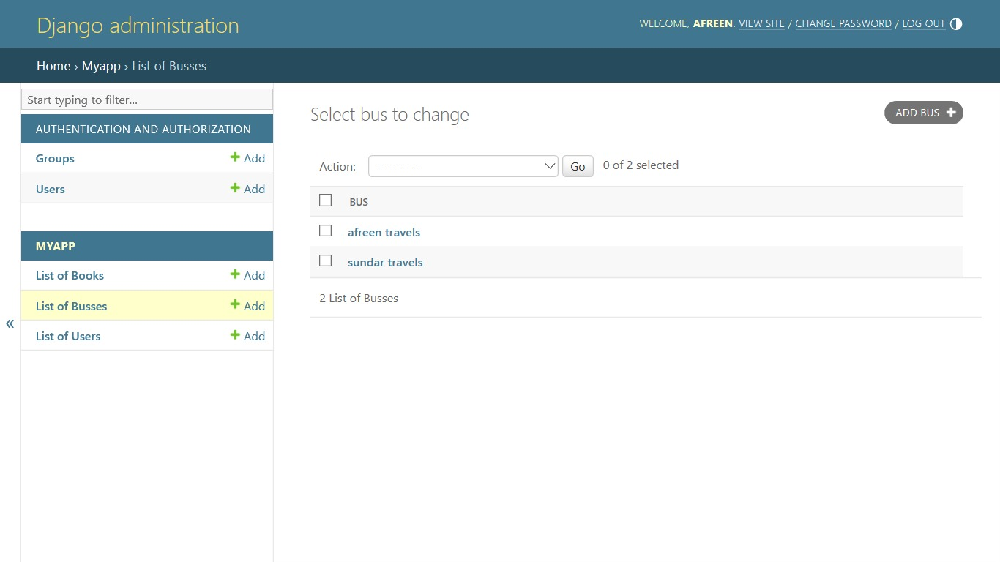 Django administration
WELCOME, AFREEN. VIEW SITE / CHANGE PASSWORD / LOG OUT
Home › Myapp › List of Busses
Start typing to filter...
AUTHENTICATION AND AUTHORIZATION
Groups + Add
Users + Add
MYAPP
List of Books + Add
List of Busses + Add
List of Users + Add
«
Select bus to change
ADD BUS +
Action: --------- Go 0 of 2 selected
BUS
afreen travels
sundar travels
2 List of Busses